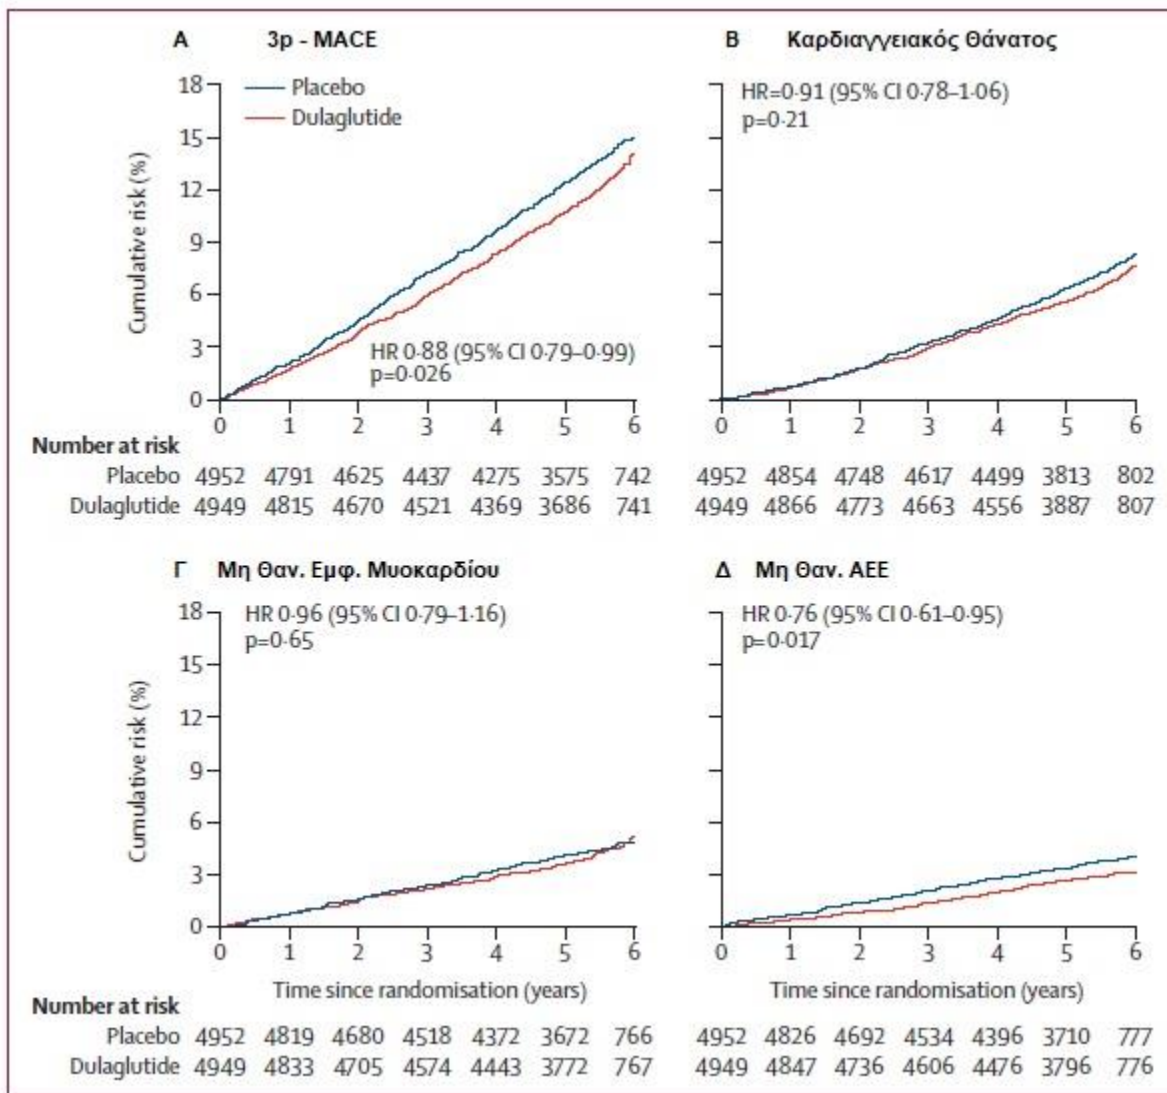 A 3p - MACE
18
15
12
9
6
3
0
Cumulative risk (%)
Placebo
Dulaglutide
HR 0·88 (95% CI 0·79–0·99)
p=0·026
0 1 2 3 4 5 6
B Καρδιαγγειακός Θάνατος
HR=0·91 (95% CI 0·78–1·06)
p=0·21
0 1 2 3 4 5 6
Number at risk
Placebo 4952 4791 4625 4437 4275 3575 742
Dulaglutide 4949 4815 4670 4521 4369 3686 741
4952 4854 4748 4617 4499 3813 802
4949 4866 4773 4663 4556 3887 807
Γ Μη Θαν. Εμφ. Μυοκαρδίου
HR 0·96 (95% CI 0·79–1·16)
p=0·65
18
15
12
9
6
3
0
Cumulative risk (%)
0 1 2 3 4 5 6
Time since randomisation (years)
Δ Μη Θαν. ΑΕΕ
HR 0·76 (95% CI 0·61–0·95)
p=0·017
0 1 2 3 4 5 6
Time since randomisation (years)
Number at risk
Placebo 4952 4819 4680 4518 4372 3672 766
Dulaglutide 4949 4833 4705 4574 4443 3772 767
4952 4826 4692 4534 4396 3710 777
4949 4847 4736 4606 4476 3796 776